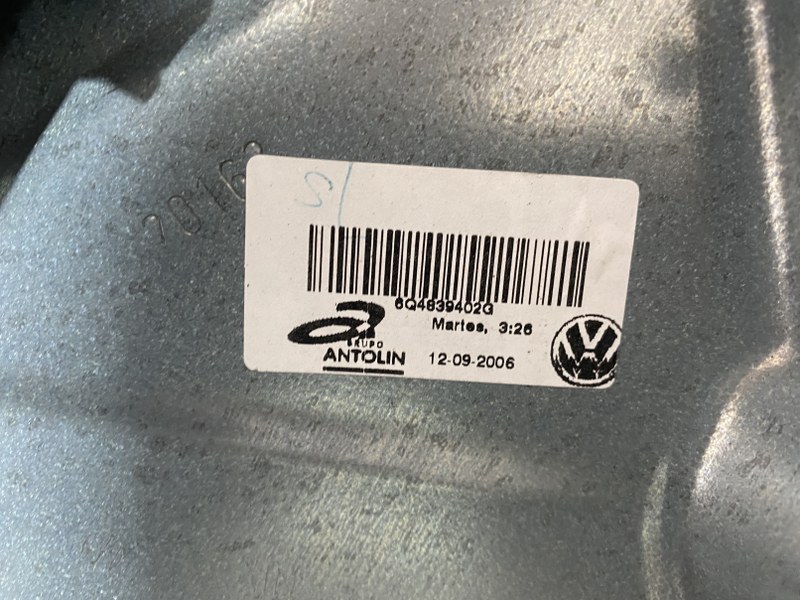 6Q4839402G
Martes, 3:26
GRUPO
ANTOLIN
12-09-2006